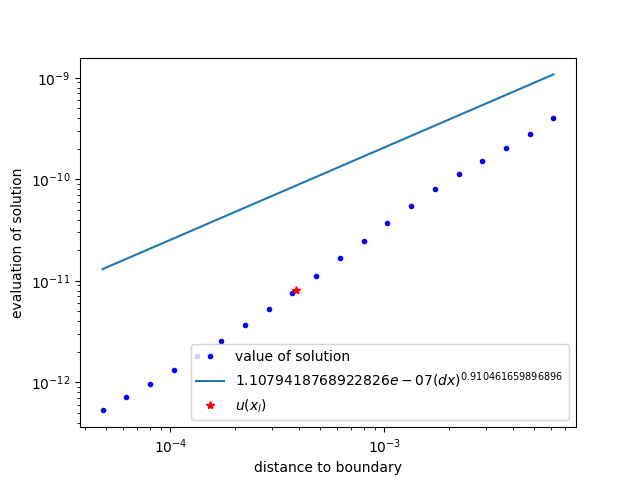 10⁻⁹
10⁻¹⁰
10⁻¹¹
10⁻¹²
evaluation of solution
value of solution
1.1079418768922826e − 07(dx)^0.910461659896896
u(x_l)
10⁻⁴
10⁻³
distance to boundary